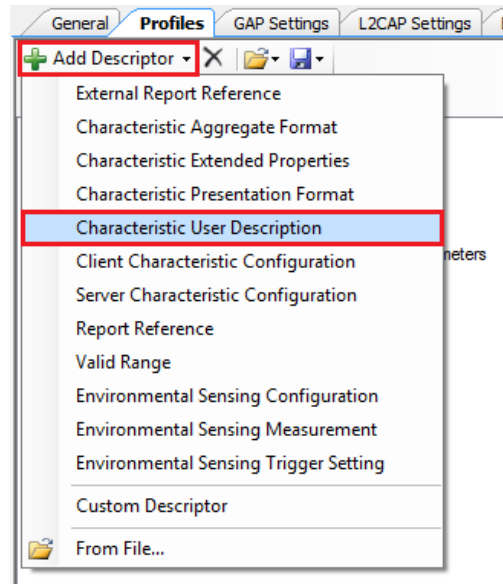 General Profiles GAP Settings L2CAP Settings
Add Descriptor
External Report Reference
Characteristic Aggregate Format
Characteristic Extended Properties
Characteristic Presentation Format
Characteristic User Description
Client Characteristic Configuration
neters
Server Characteristic Configuration
Report Reference
Valid Range
Environmental Sensing Configuration
Environmental Sensing Measurement
Environmental Sensing Trigger Setting
Custom Descriptor
From File...